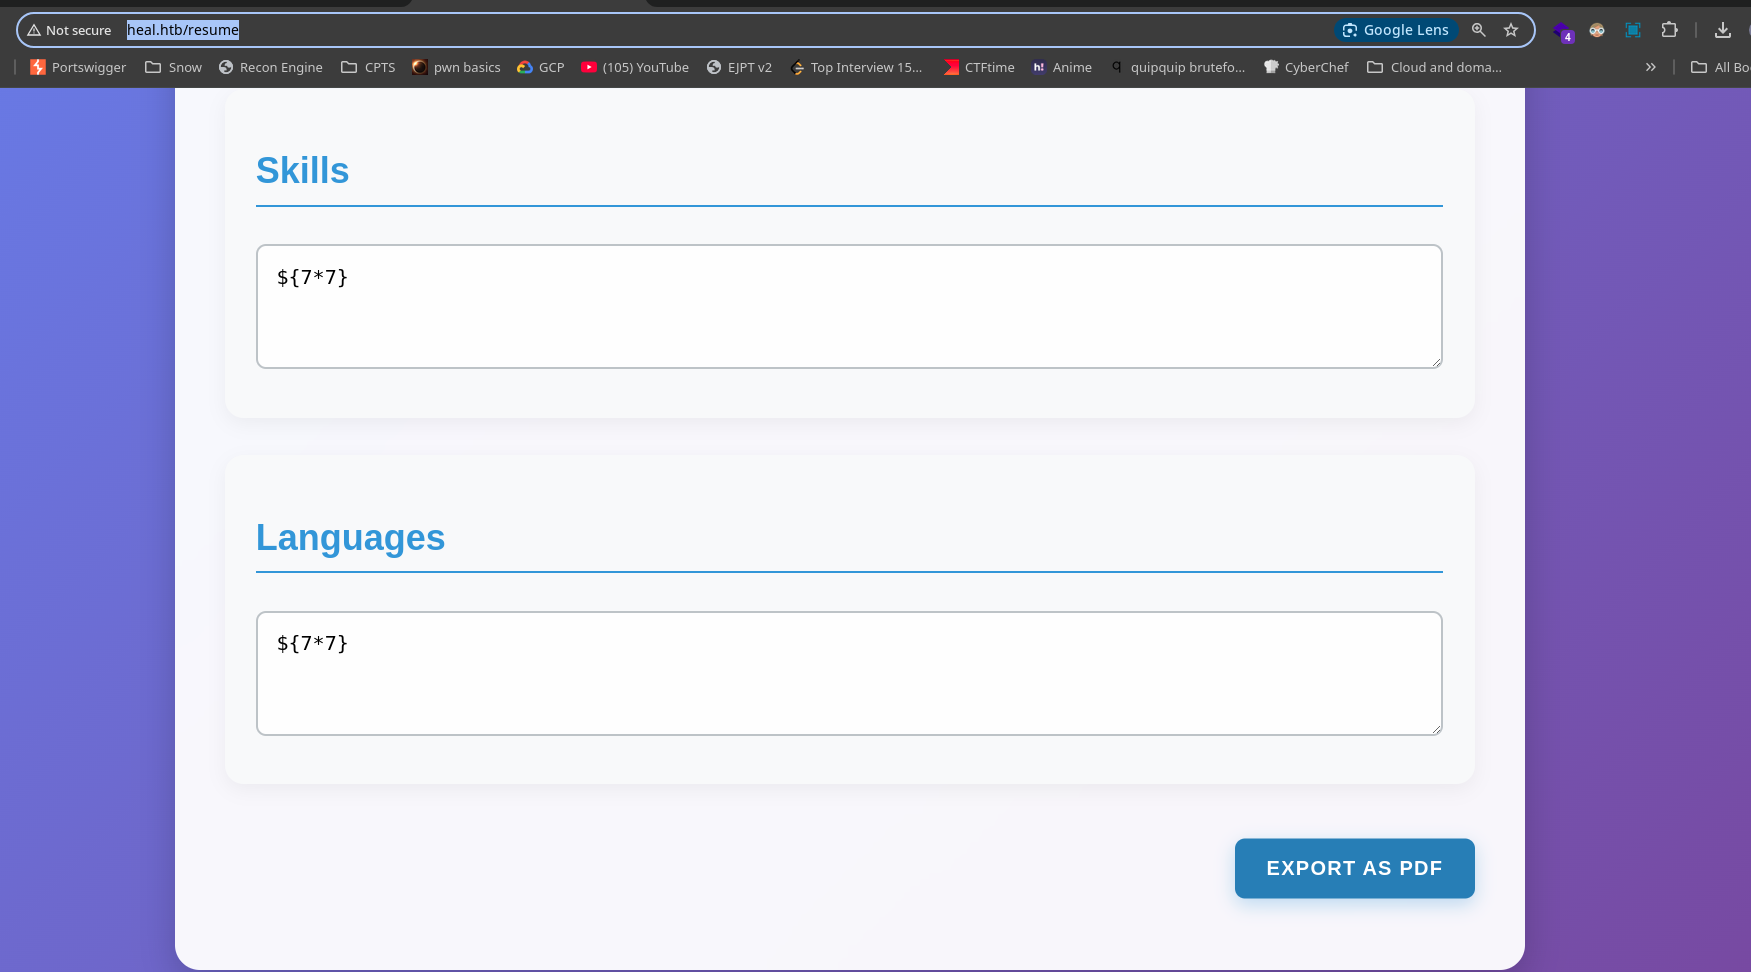 Not secure heal.htb/resume Google Lens 4
Portswigger Snow Recon Engine CPTS pwn basics GCP (105) YouTube EJPT v2 Top Interview 15... CTFtime h! Anime q quipquip brutefo... CyberChef Cloud and doma... » All Bo
Skills
${7*7}
Languages
${7*7}
EXPORT AS PDF